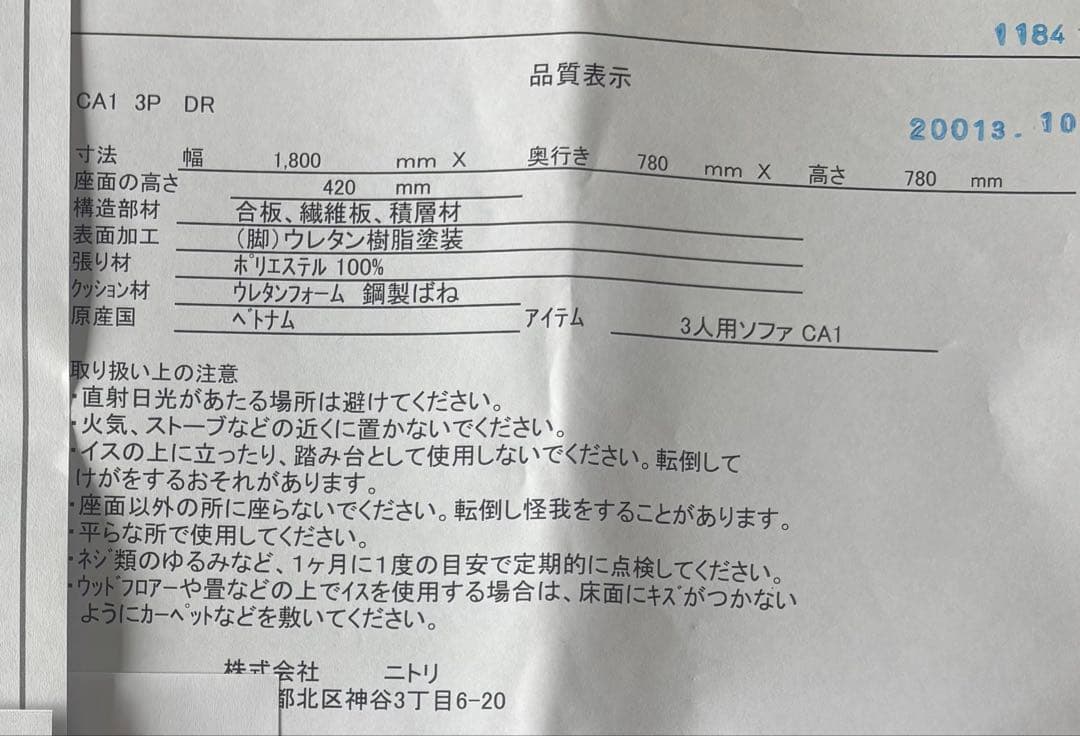 1184
品質表示
CA1 3P DR
20013. 10
寸法 幅 1,800 mm X 奥行き 780 mm X 高さ 780 mm
座面の高さ 420 mm
構造部材 合板、繊維板、積層材
表面加工 (脚)ウレタン樹脂塗装
張り材 ポリエステル 100%
クッション材 ウレタンフォーム 鋼製ばね
原産国 ベトナム アイテム 3人用ソファ CA1
取り扱い上の注意
・直射日光があたる場所は避けてください。
・火気、ストーブなどの近くに置かないでください。
・イスの上に立ったり、踏み台として使用しないでください。転倒して
けがをするおそれがあります。
・座面以外の所に座らないでください。転倒し怪我をすることがあります。
・平らな所で使用してください。
・ネジ類のゆるみなど、1ヶ月に1度の目安で定期的に点検してください。
・ウッドフロアーや畳などの上でイスを使用する場合は、床面にキズがつかない
ようにカーペットなどを敷いてください。
株式会社 ニトリ
都北区神谷3丁目6-20